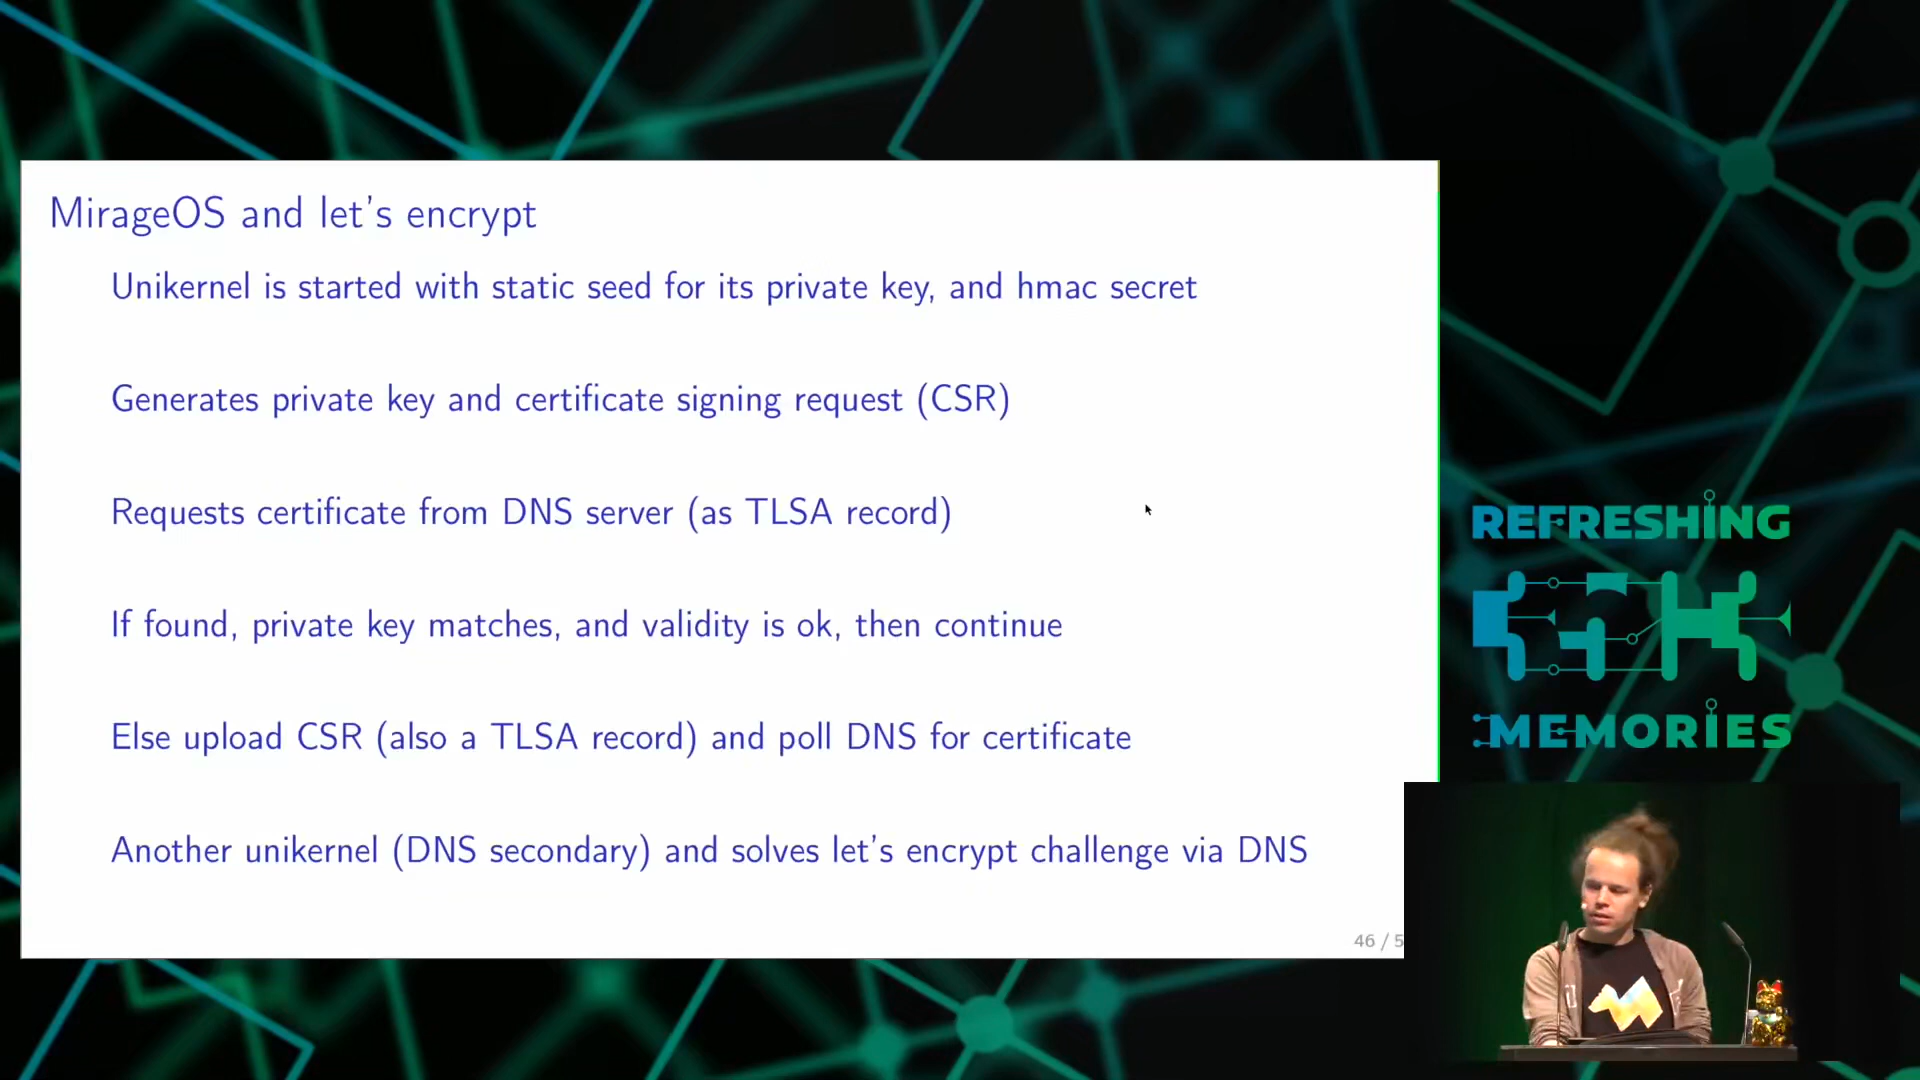 MirageOS and let's encrypt
Unikernel is started with static seed for its private key, and hmac secret
Generates private key and certificate signing request (CSR)
Requests certificate from DNS server (as TLSA record)
If found, private key matches, and validity is ok, then continue
Else upload CSR (also a TLSA record) and poll DNS for certificate
Another unikernel (DNS secondary) and solves let's encrypt challenge via DNS
46 / 5
REFRESHING
MEMORIES